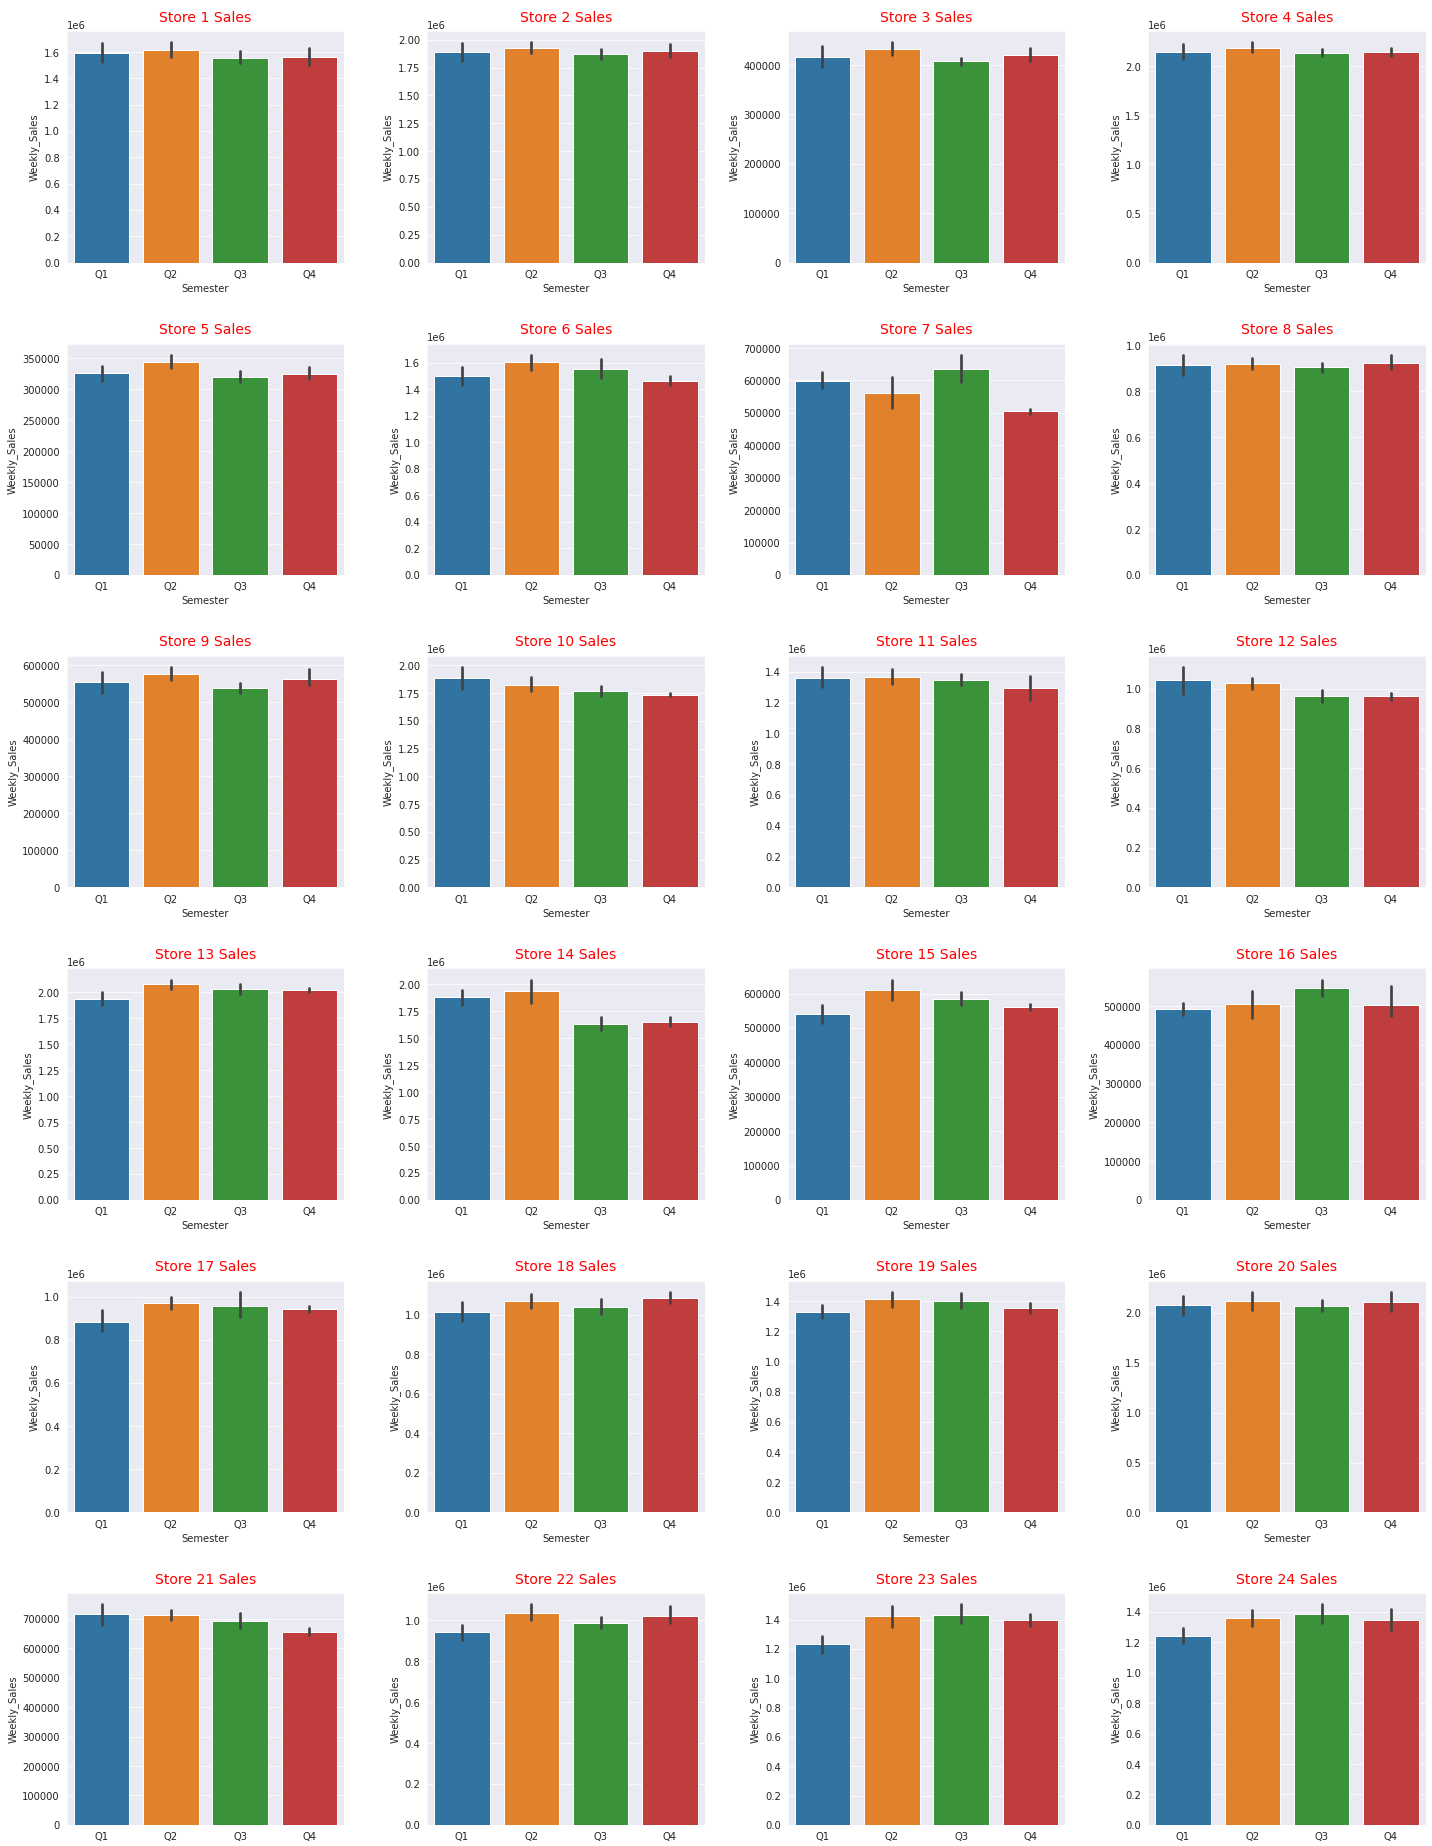 Store 1 Sales
1e6
1.6
1.4
1.2
1.0
0.8
0.6
0.4
0.2
0.0
Weekly_Sales
Q1 Q2 Q3 Q4
Semester
Store 2 Sales
1e6
2.00
1.75
1.50
1.25
1.00
0.75
0.50
0.25
0.00
Weekly_Sales
Q1 Q2 Q3 Q4
Semester
Store 3 Sales
400000
300000
200000
100000
0
Weekly_Sales
Q1 Q2 Q3 Q4
Semester
Store 4 Sales
1e6
2.0
1.5
1.0
0.5
0.0
Weekly_Sales
Q1 Q2 Q3 Q4
Semester
Store 5 Sales
350000
300000
250000
200000
150000
100000
50000
0
Weekly_Sales
Q1 Q2 Q3 Q4
Semester
Store 6 Sales
1e6
1.6
1.4
1.2
1.0
0.8
0.6
0.4
0.2
0.0
Weekly_Sales
Q1 Q2 Q3 Q4
Semester
Store 7 Sales
700000
600000
500000
400000
300000
200000
100000
0
Weekly_Sales
Q1 Q2 Q3 Q4
Semester
Store 8 Sales
1e6
1.0
0.8
0.6
0.4
0.2
0.0
Weekly_Sales
Q1 Q2 Q3 Q4
Semester
Store 9 Sales
600000
500000
400000
300000
200000
100000
0
Weekly_Sales
Q1 Q2 Q3 Q4
Semester
Store 10 Sales
1e6
2.00
1.75
1.50
1.25
1.00
0.75
0.50
0.25
0.00
Weekly_Sales
Q1 Q2 Q3 Q4
Semester
Store 11 Sales
1e6
1.4
1.2
1.0
0.8
0.6
0.4
0.2
0.0
Weekly_Sales
Q1 Q2 Q3 Q4
Semester
Store 12 Sales
1e6
1.0
0.8
0.6
0.4
0.2
0.0
Weekly_Sales
Q1 Q2 Q3 Q4
Semester
Store 13 Sales
1e6
2.00
1.75
1.50
1.25
1.00
0.75
0.50
0.25
0.00
Weekly_Sales
Q1 Q2 Q3 Q4
Semester
Store 14 Sales
1e6
2.00
1.75
1.50
1.25
1.00
0.75
0.50
0.25
0.00
Weekly_Sales
Q1 Q2 Q3 Q4
Semester
Store 15 Sales
600000
500000
400000
300000
200000
100000
0
Weekly_Sales
Q1 Q2 Q3 Q4
Semester
Store 16 Sales
500000
400000
300000
200000
100000
0
Weekly_Sales
Q1 Q2 Q3 Q4
Semester
Store 17 Sales
1e6
1.0
0.8
0.6
0.4
0.2
0.0
Weekly_Sales
Q1 Q2 Q3 Q4
Semester
Store 18 Sales
1e6
1.0
0.8
0.6
0.4
0.2
0.0
Weekly_Sales
Q1 Q2 Q3 Q4
Semester
Store 19 Sales
1e6
1.4
1.2
1.0
0.8
0.6
0.4
0.2
0.0
Weekly_Sales
Q1 Q2 Q3 Q4
Semester
Store 20 Sales
1e6
2.0
1.5
1.0
0.5
0.0
Weekly_Sales
Q1 Q2 Q3 Q4
Semester
Store 21 Sales
700000
600000
500000
400000
300000
200000
100000
0
Weekly_Sales
Q1 Q2 Q3 Q4
Store 22 Sales
1e6
1.0
0.8
0.6
0.4
0.2
0.0
Weekly_Sales
Q1 Q2 Q3 Q4
Store 23 Sales
1e6
1.4
1.2
1.0
0.8
0.6
0.4
0.2
0.0
Weekly_Sales
Q1 Q2 Q3 Q4
Store 24 Sales
1e6
1.4
1.2
1.0
0.8
0.6
0.4
0.2
0.0
Weekly_Sales
Q1 Q2 Q3 Q4